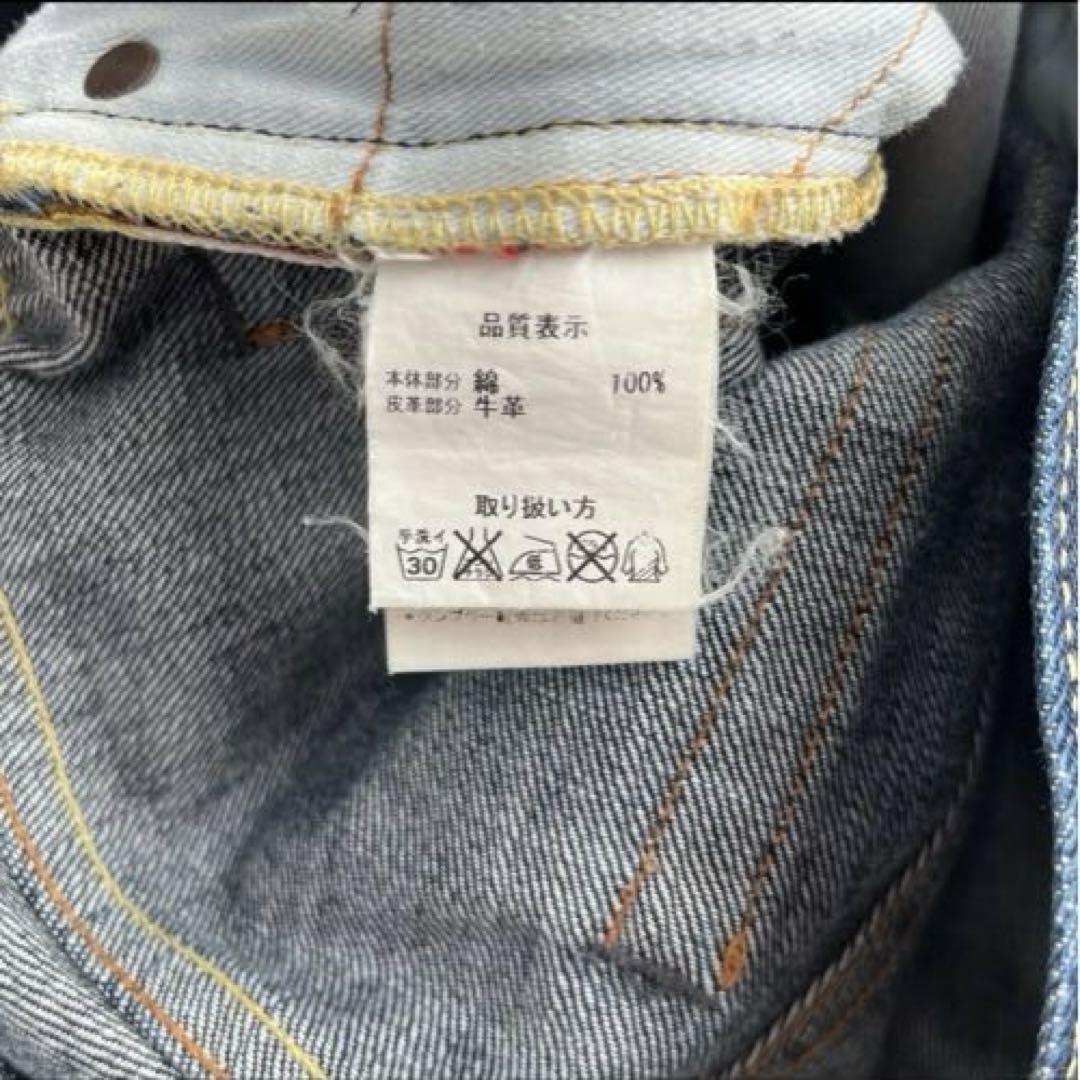 品質表示
本体部分 綿 100%
皮革部分 牛革
取り扱い方
手洗イ
30